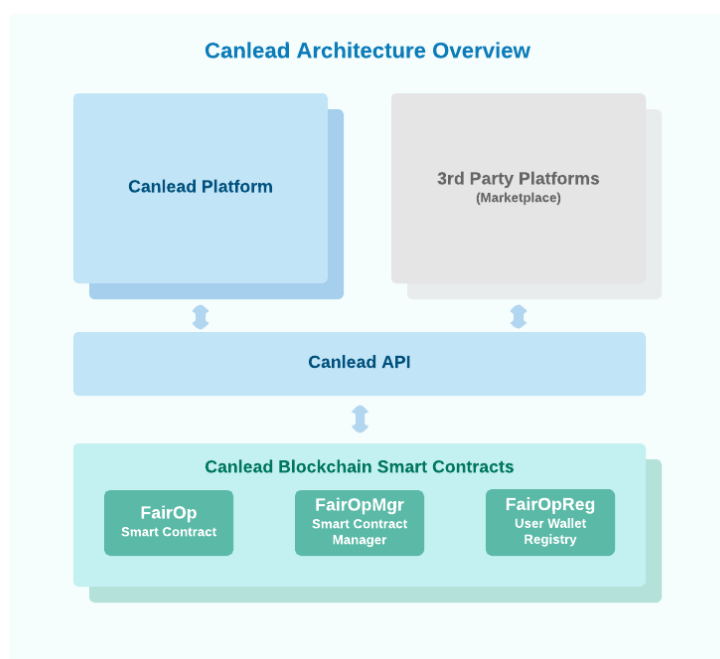 Canlead Architecture Overview
Canlead Platform
3rd Party Platforms
(Marketplace)
Canlead API
Canlead Blockchain Smart Contracts
FairOp
Smart Contract
FairOpMgr
Smart Contract
Manager
FairOpReg
User Wallet
Registry